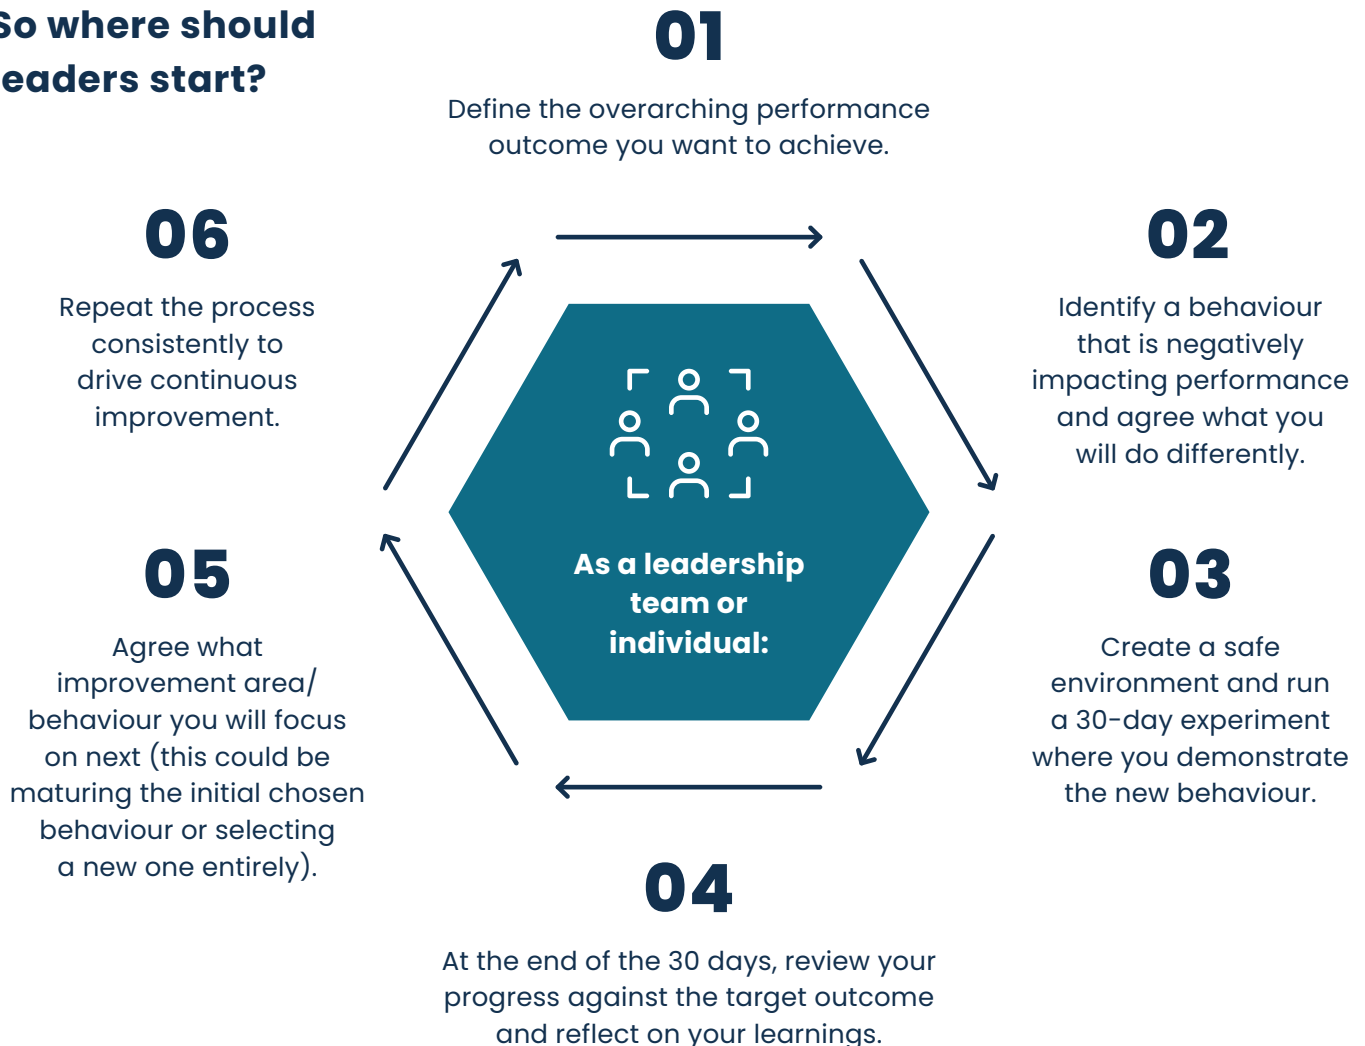 So where should
eaders start?
01
Define the overarching performance
outcome you want to achieve.
02
Identify a behaviour
that is negatively
impacting performance
and agree what you
will do differently.
03
Create a safe
environment and run
a 30-day experiment
where you demonstrate
the new behaviour.
04
At the end of the 30 days, review your
progress against the target outcome
and reflect on your learnings.
05
Agree what
improvement area/
behaviour you will focus
on next (this could be
maturing the initial chosen
behaviour or selecting
a new one entirely).
06
Repeat the process
consistently to
drive continuous
improvement.
As a leadership
team or
individual: